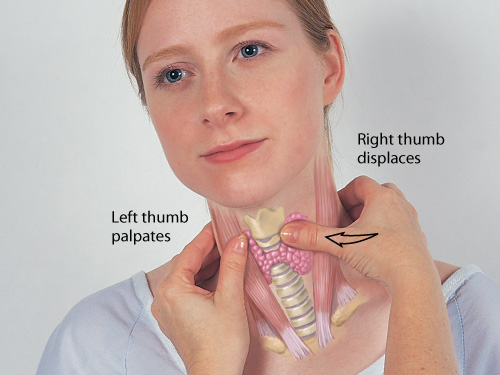 Right thumb
displaces
Left thumb
palpates